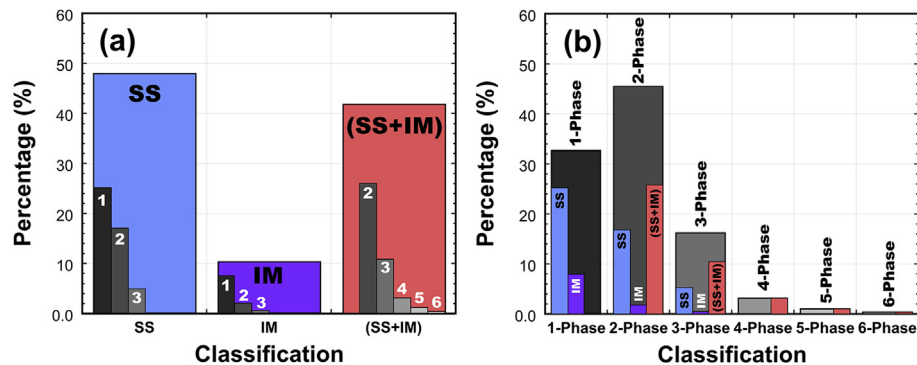 (a)
Percentage (%)
60
50
40
30
20
10
0.0
SS
1
2
3
IM
1
2
3
(SS+IM)
2
3
4
5
6
SS
IM
(SS+IM)
Classification
(b)
Percentage (%)
60
50
40
30
20
10
0.0
1-Phase
SS
IM
2-Phase
SS
IM
(SS+IM)
3-Phase
SS
IM
(SS+IM)
4-Phase
5-Phase
6-Phase
1-Phase 2-Phase 3-Phase 4-Phase 5-Phase 6-Phase
Classification